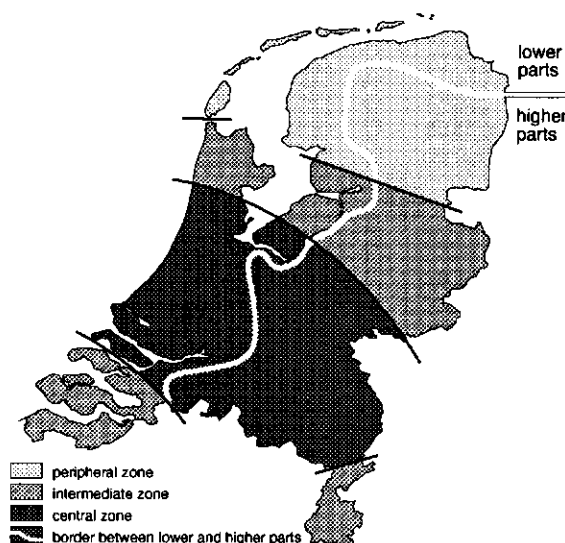 lower
parts
higher
parts
peripheral zone
intermediate zone
central zone
border between lower and higher parts